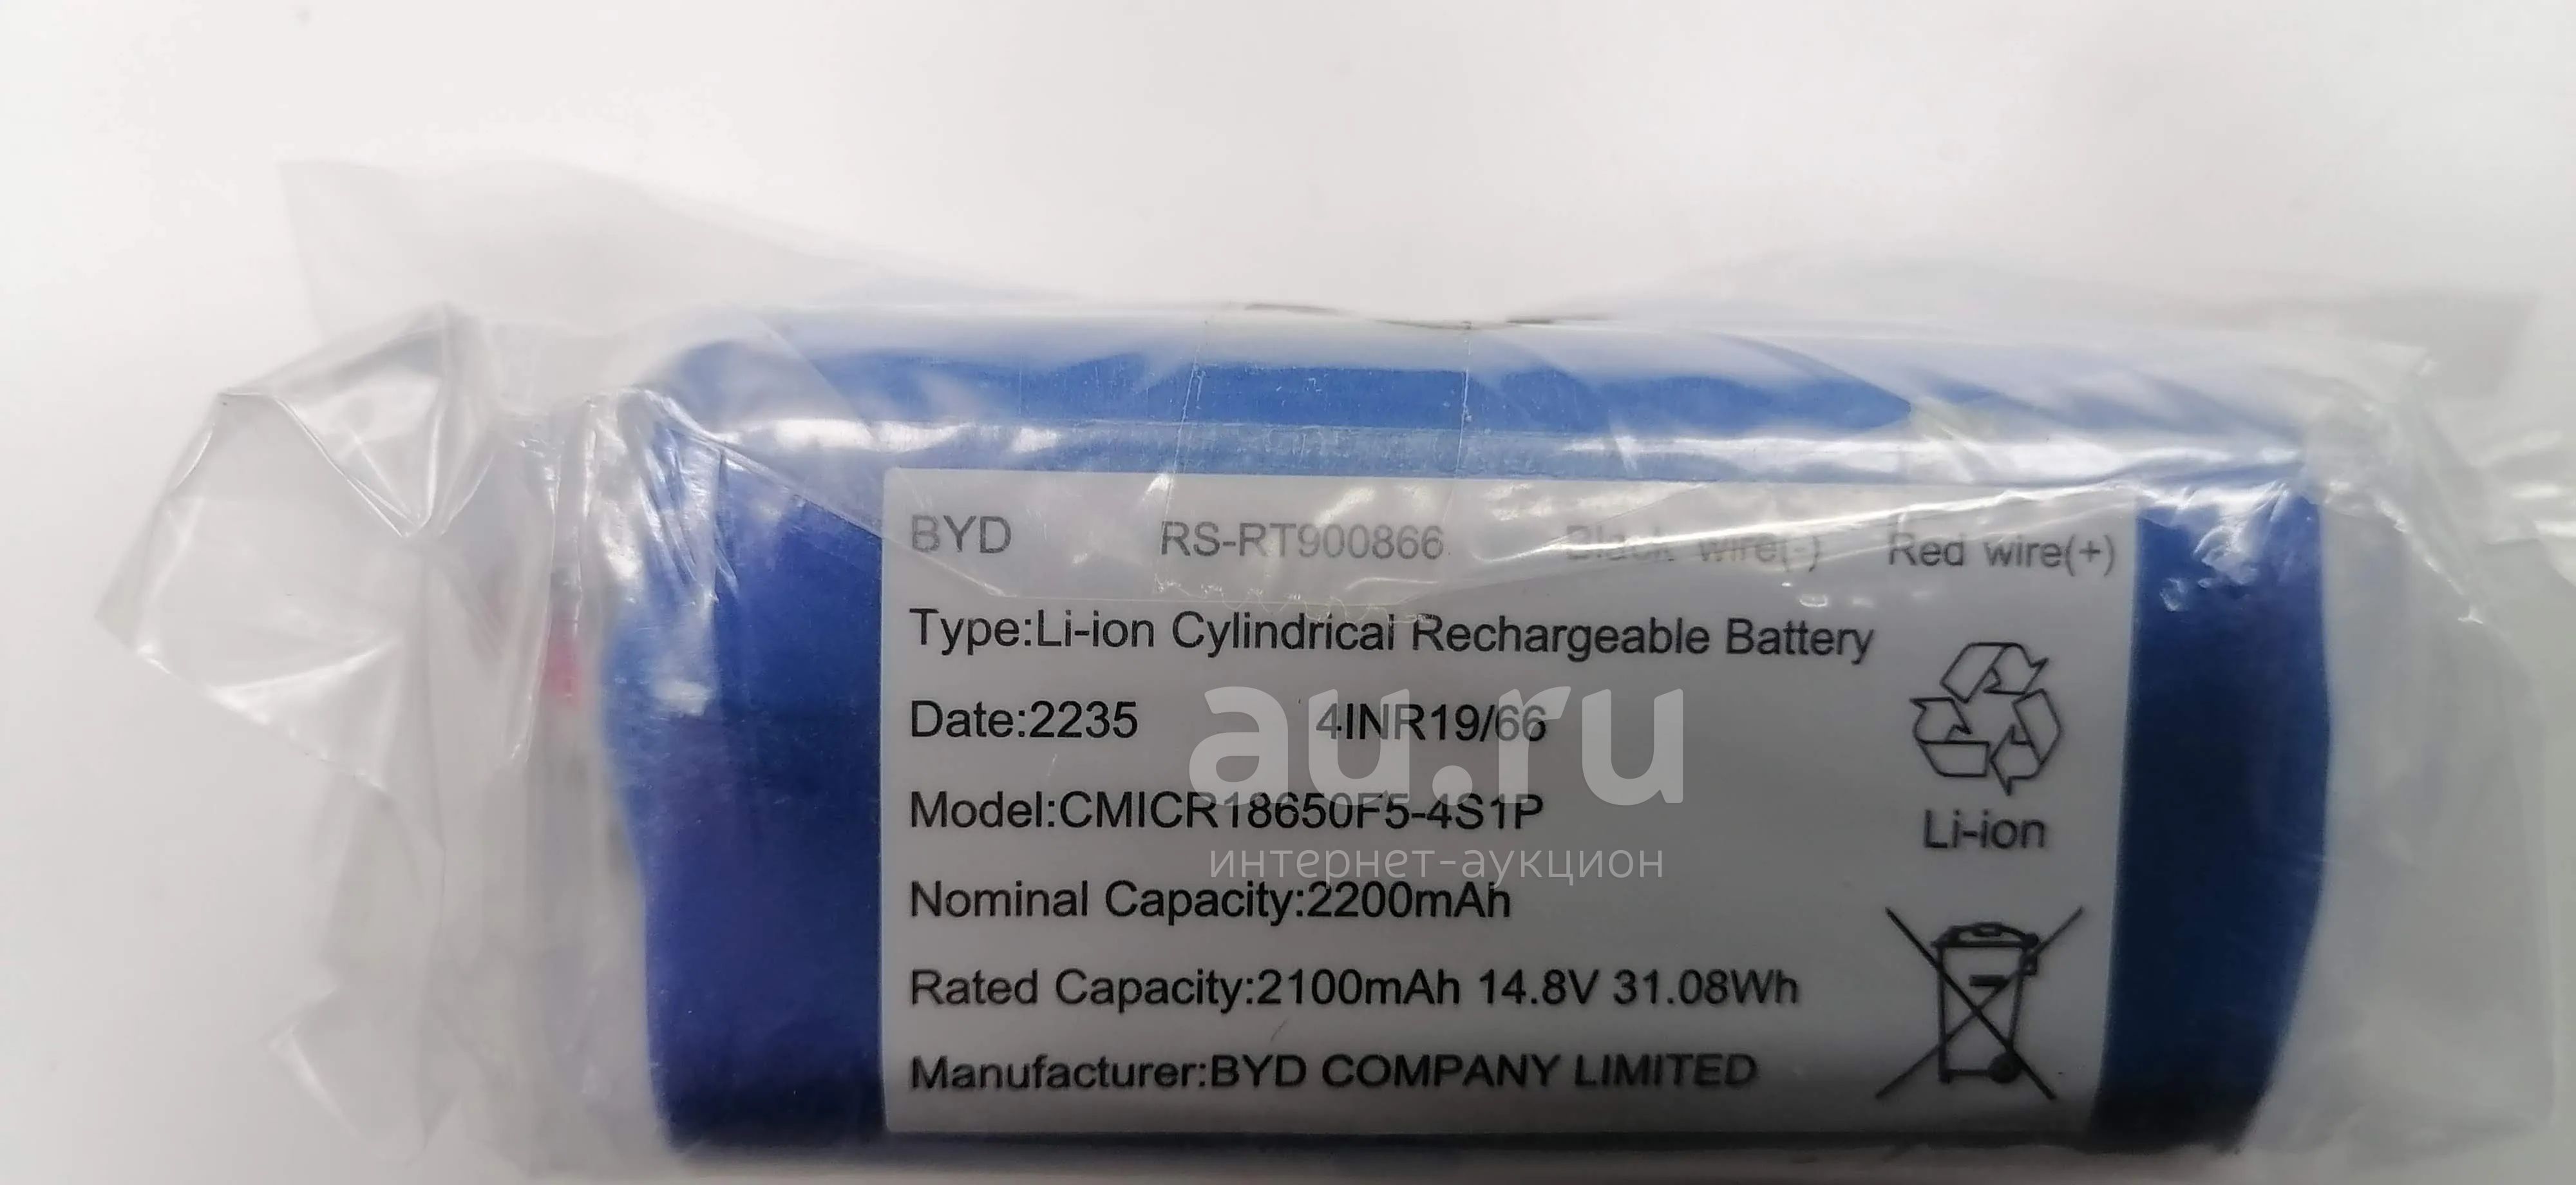 BYD RS-RT900866 Black wire(-) Red wire(+)
Type:Li-ion Cylindrical Rechargeable Battery
Date:2235 4INR19/66
Model:CMICR18650F5-4S1P
Nominal Capacity:2200mAh
Rated Capacity:2100mAh 14.8V 31.08Wh
Manufacturer:BYD COMPANY LIMITED
Li-ion
au.ru
интернет-аукцион